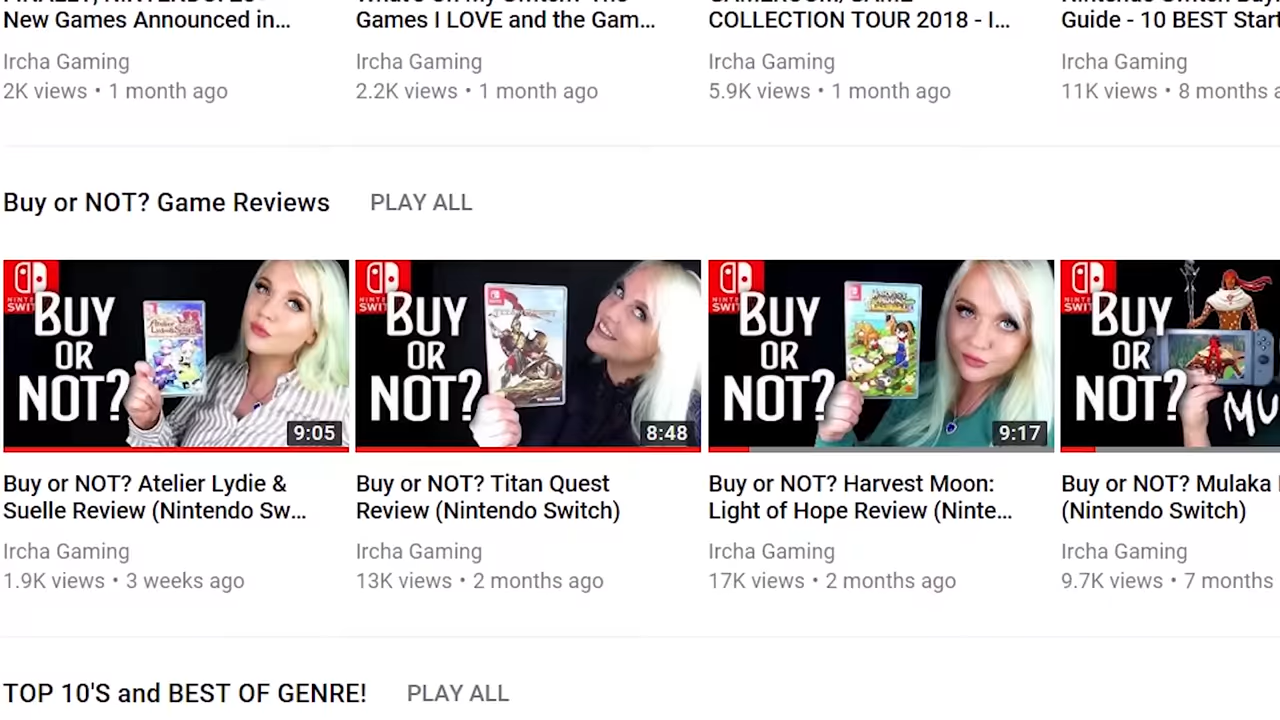 New Games Announced in...
Games I LOVE and the Gam...
COLLECTION TOUR 2018 - I...
Guide - 10 BEST Start
Ircha Gaming
Ircha Gaming
Ircha Gaming
Ircha Gaming
2K views • 1 month ago
2.2K views • 1 month ago
5.9K views • 1 month ago
11K views • 8 months a
Buy or NOT? Game Reviews PLAY ALL
BUY
OR
NOT?
9:05
BUY
OR
NOT?
8:48
BUY
OR
NOT?
9:17
BUY
OR
NOT?
MU
Buy or NOT? Atelier Lydie &
Suelle Review (Nintendo Sw...
Buy or NOT? Titan Quest
Review (Nintendo Switch)
Buy or NOT? Harvest Moon:
Light of Hope Review (Ninte...
Buy or NOT? Mulaka
(Nintendo Switch)
Ircha Gaming
Ircha Gaming
Ircha Gaming
Ircha Gaming
1.9K views • 3 weeks ago
13K views • 2 months ago
17K views • 2 months ago
9.7K views • 7 months
TOP 10'S and BEST OF GENRE! PLAY ALL